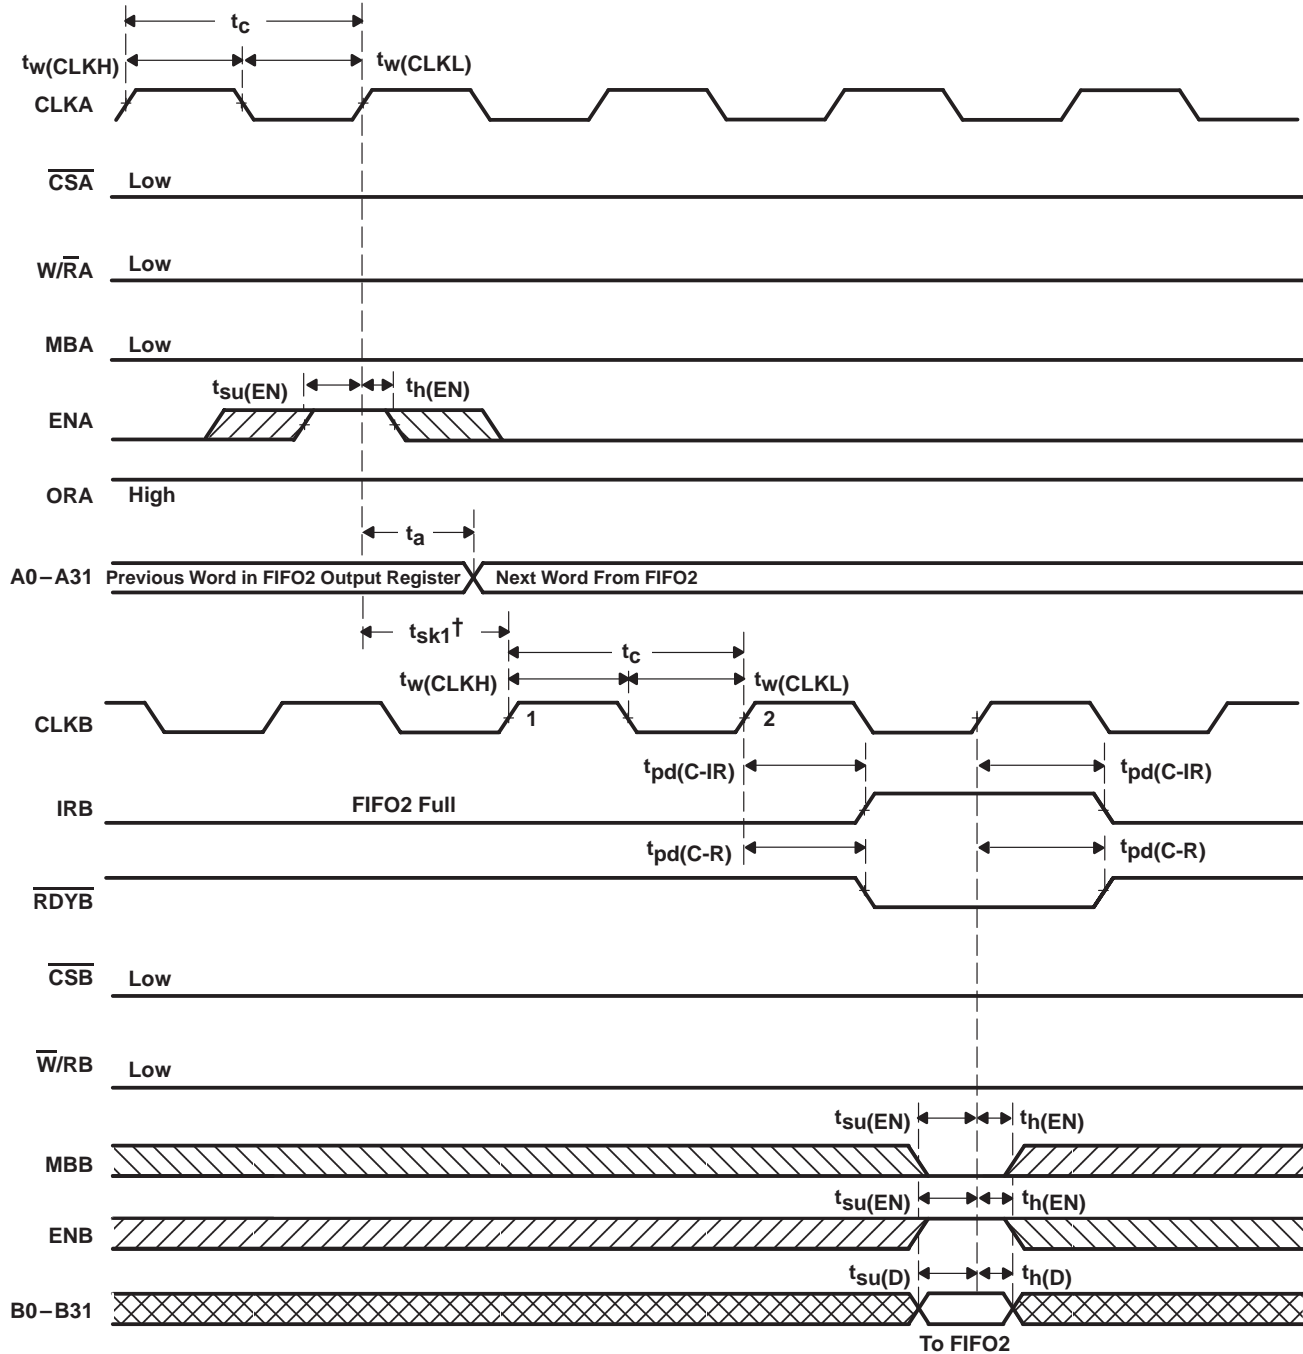 tc
tw(CLKH) tw(CLKL)
CLKA
CSA Low
W/RA Low
MBA Low
tsu(EN) th(EN)
ENA
ORA High
ta
A0–A31 Previous Word in FIFO2 Output Register Next Word From FIFO2
tsk1†
tc
tw(CLKH) tw(CLKL)
CLKB 1 2
tpd(C-IR) tpd(C-IR)
IRB FIFO2 Full
tpd(C-R) tpd(C-R)
RDYB
CSB Low
W/RB Low
tsu(EN) th(EN)
MBB
tsu(EN) th(EN)
ENB
tsu(D) th(D)
B0–B31
To FIFO2